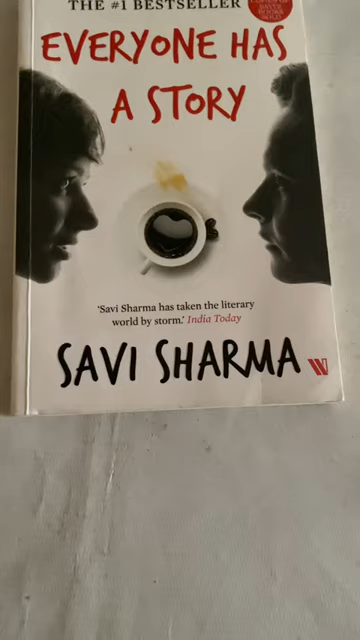 THE #1 BESTSELLER
EVERYONE HAS
A STORY
'Savi Sharma has taken the literary
world by storm.' India Today
SAVI SHARMA
W